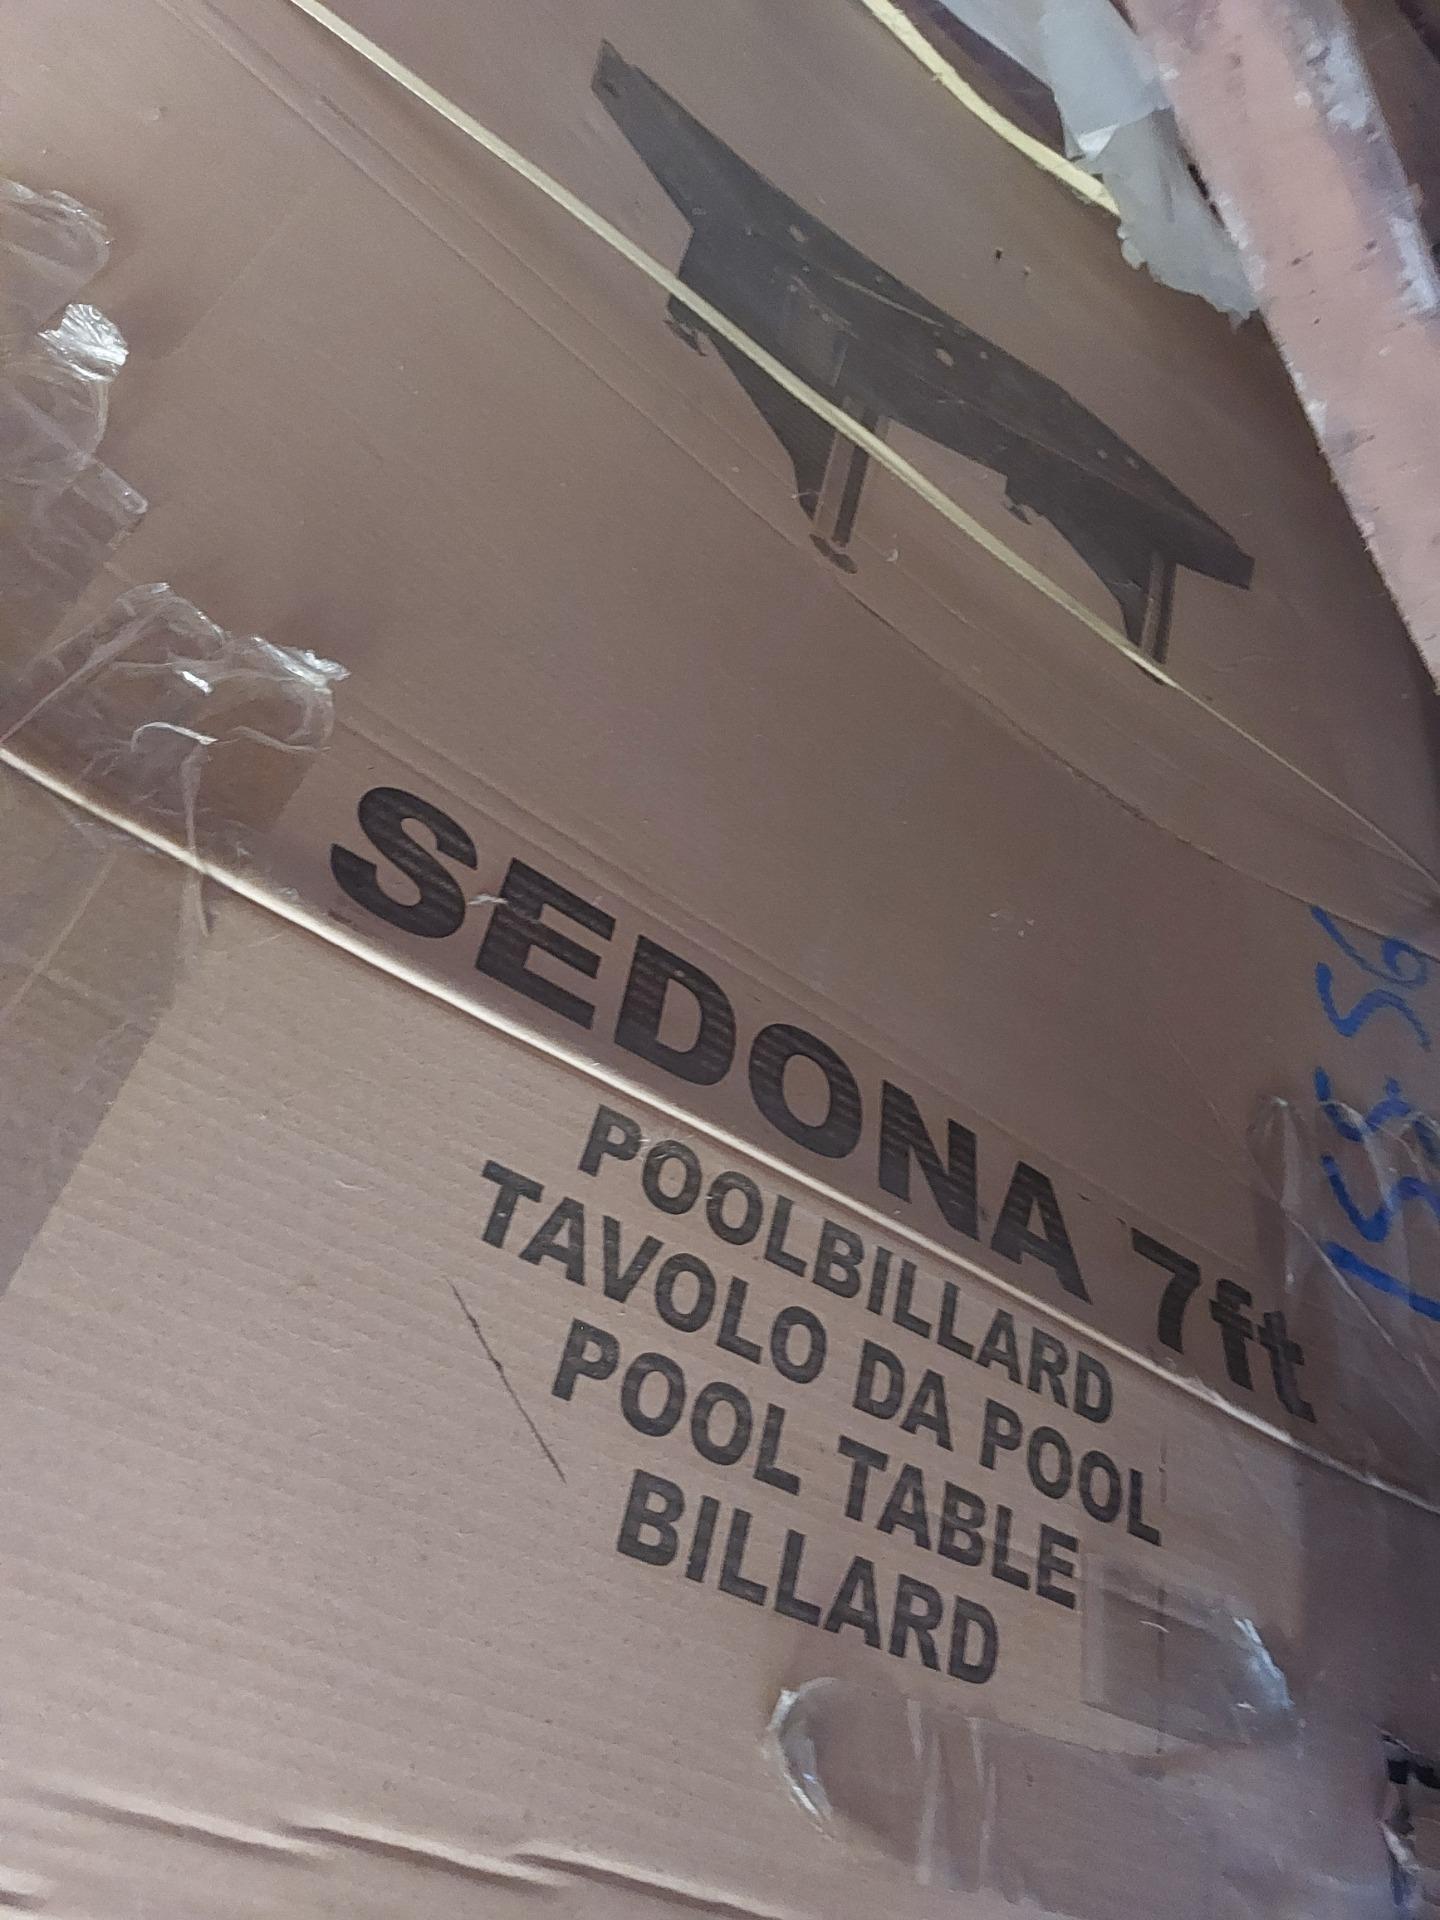 SEDONA 7ft
POOLBILLARD
TAVOLO DA POOL
POOL TABLE
BILLARD